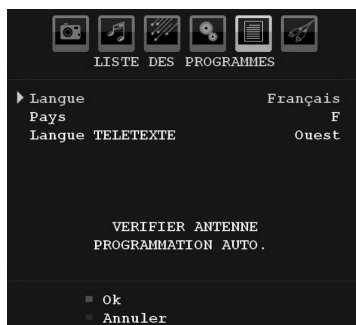 LISTE DES PROGRAMMES
Langue Français
Pays F
Langue TELETEXTE Ouest
VERIFIER ANTENNE
PROGRAMMATION AUTO.
Ok
Annuler